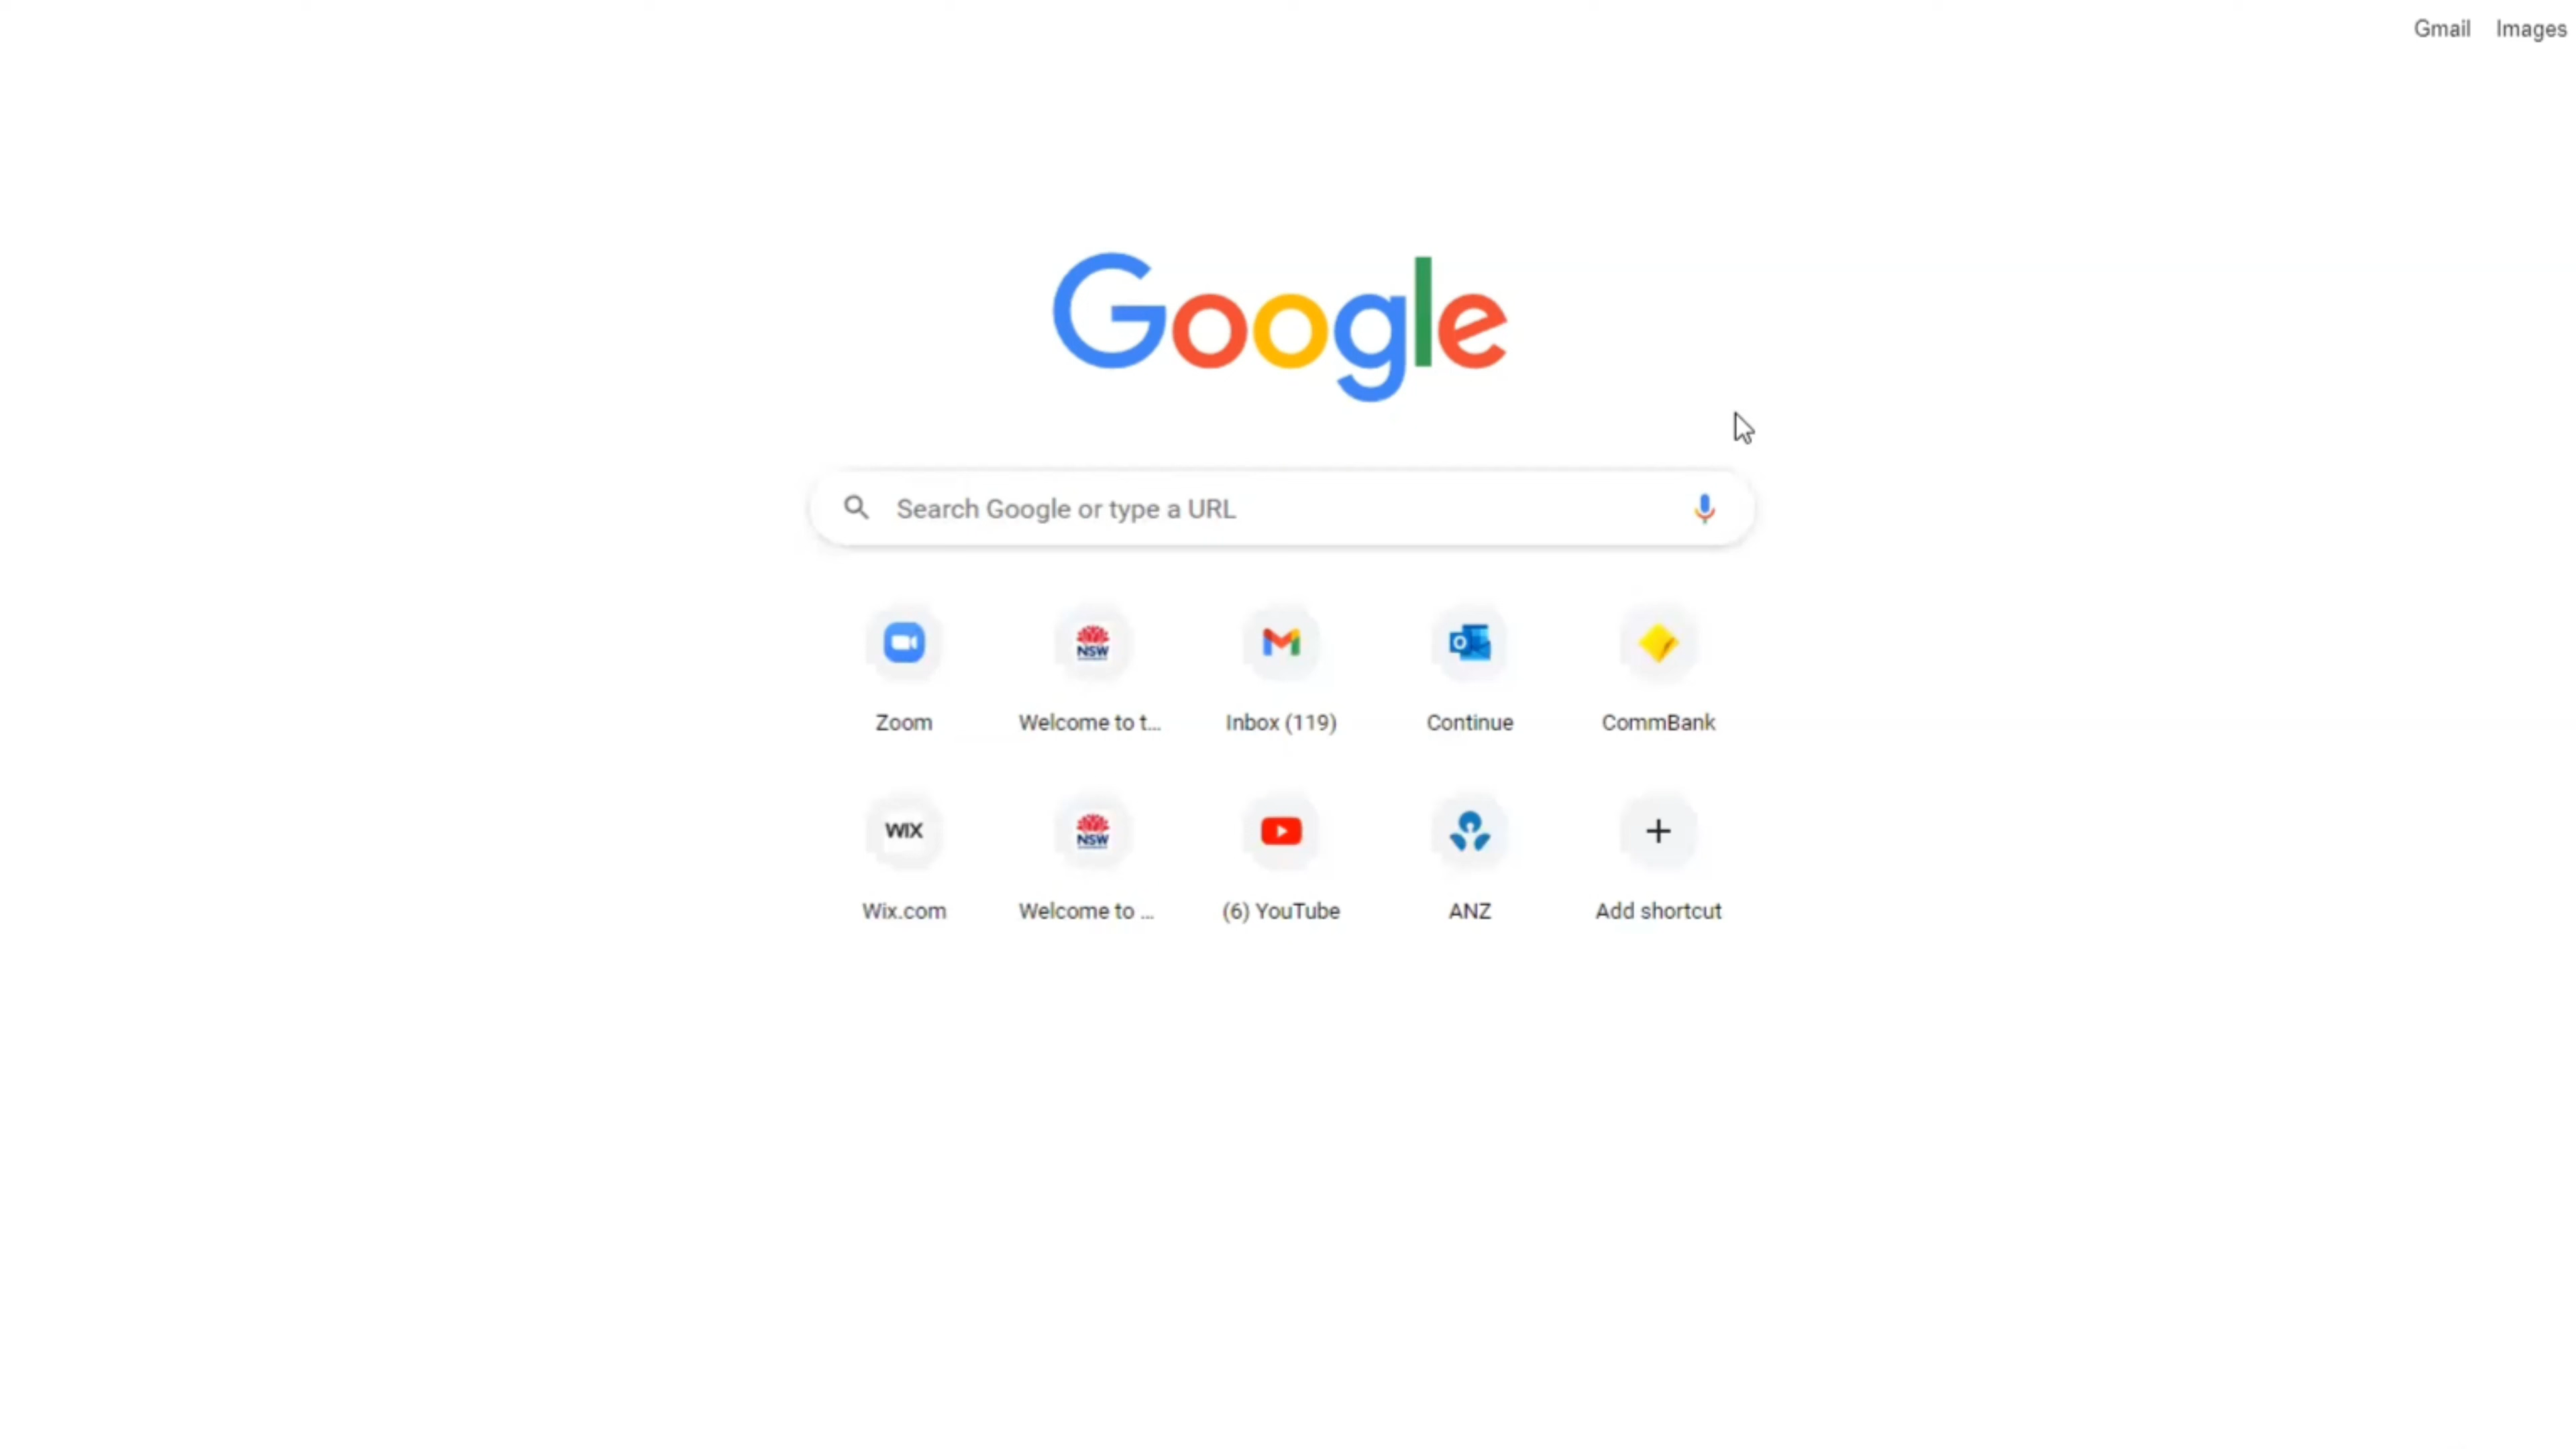 Gmail Images
Google
Search Google or type a URL
NSW
Zoom Welcome to t... Inbox (119) Continue CommBank
WIX NSW
Wix.com Welcome to ... (6) YouTube ANZ Add shortcut